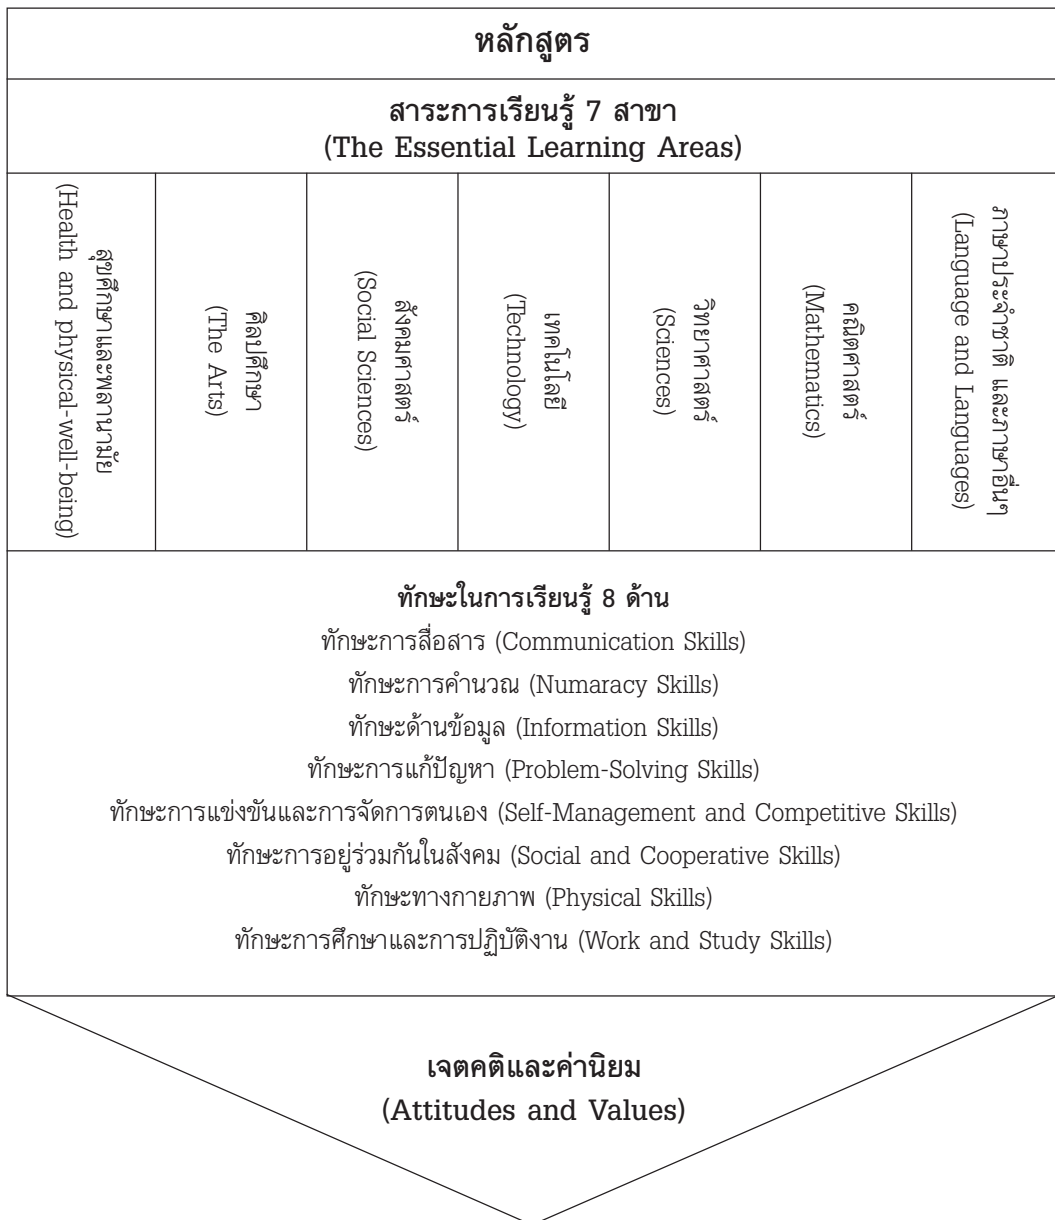 หลักสูตร
สาระการเรียนรู้ 7 สาขา
(The Essential Learning Areas)
สุขศึกษาและพลานามัย
(Health and physical-well-being)
ศิลปศึกษา
(The Arts)
สังคมศาสตร์
(Social Sciences)
เทคโนโลยี
(Technology)
วิทยาศาสตร์
(Sciences)
คณิตศาสตร์
(Mathematics)
ภาษาประจำชาติ และภาษาอื่นๆ
(Language and Languages)
ทักษะในการเรียนรู้ 8 ด้าน
ทักษะการสื่อสาร (Communication Skills)
ทักษะการคำนวณ (Numaracy Skills)
ทักษะด้านข้อมูล (Information Skills)
ทักษะการแก้ปัญหา (Problem-Solving Skills)
ทักษะการแข่งขันและการจัดการตนเอง (Self-Management and Competitive Skills)
ทักษะการอยู่ร่วมกันในสังคม (Social and Cooperative Skills)
ทักษะทางกายภาพ (Physical Skills)
ทักษะการศึกษาและการปฏิบัติงาน (Work and Study Skills)
เจตคติและค่านิยม
(Attitudes and Values)